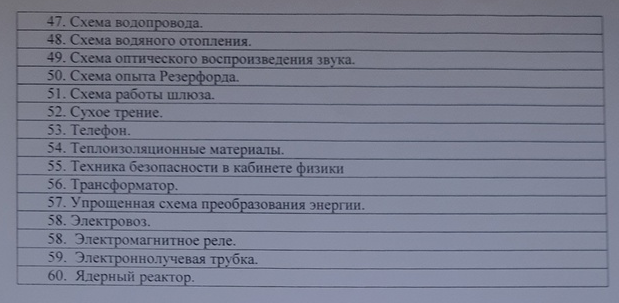 47. Схема водопровода.
48. Схема водяного отопления.
49. Схема оптического воспроизведения звука.
50. Схема опыта Резерфорда.
51. Схема работы шлюза.
52. Сухое трение.
53. Телефон.
54. Теплоизоляционные материалы.
55. Техника безопасности в кабинете физики
56. Трансформатор.
57. Упрощенная схема преобразования энергии.
58. Электровоз.
58. Электромагнитное реле.
59. Электроннолучевая трубка.
60. Ядерный реактор.